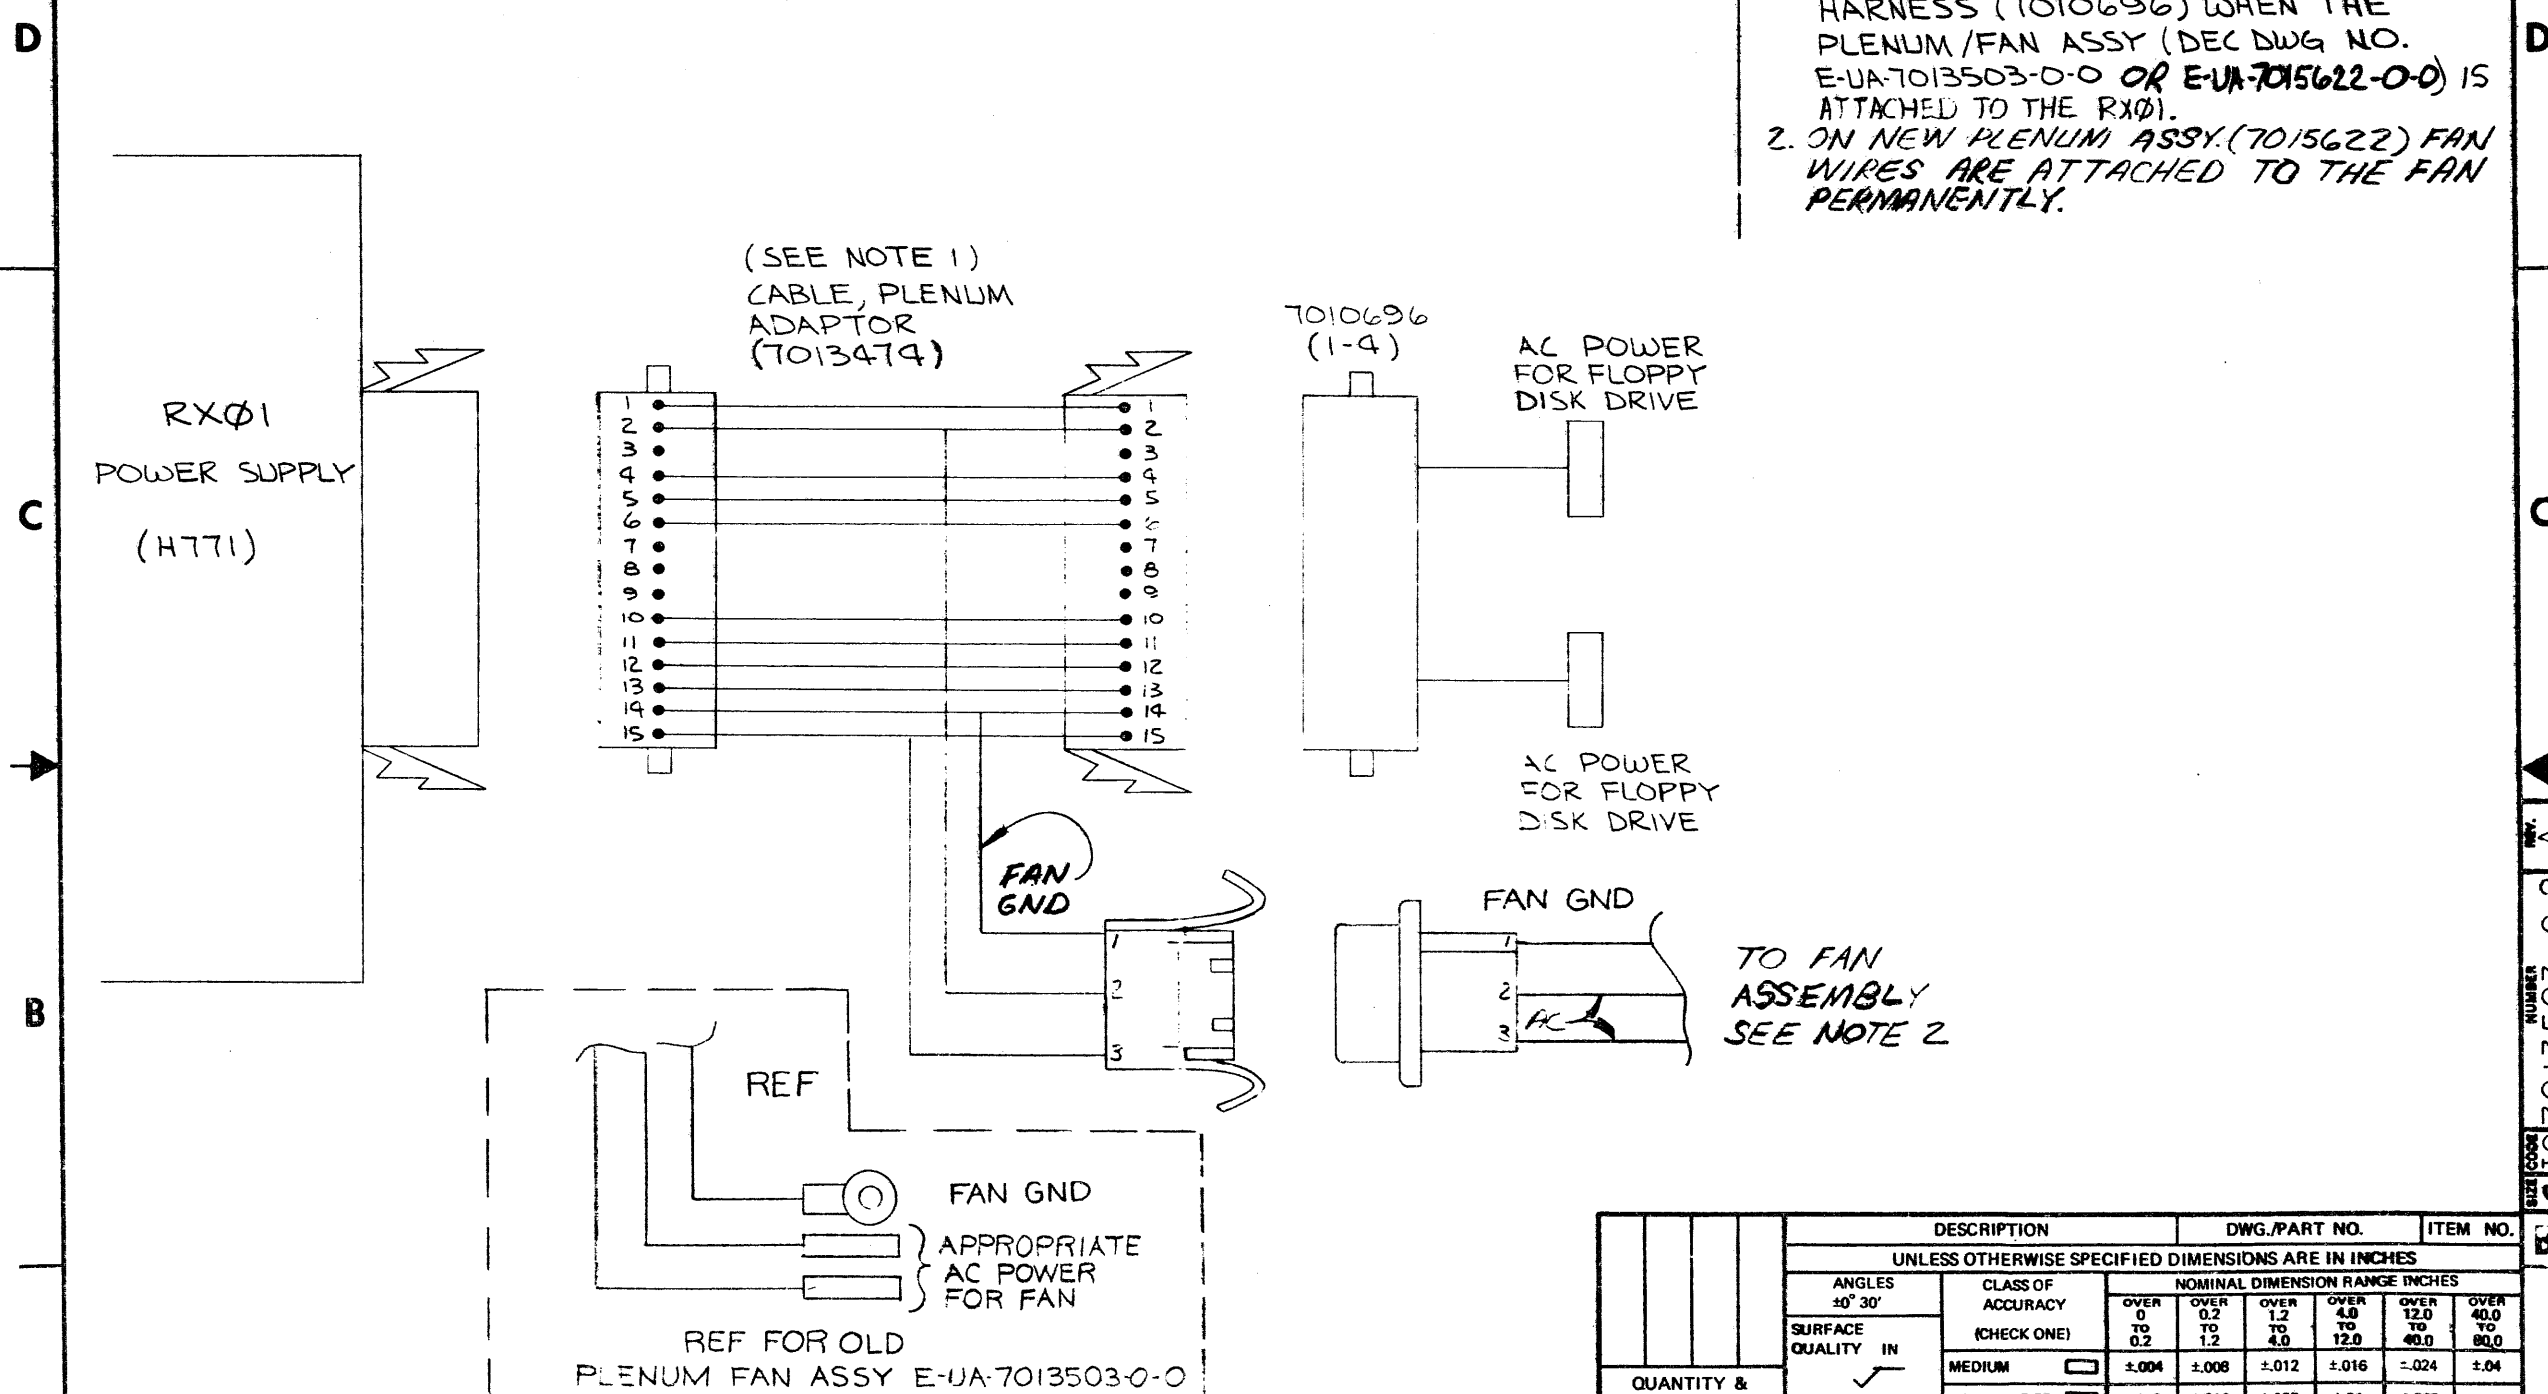 D
D
HARNESS (7010696) WHEN THE
PLENUM/FAN ASSY (DEC DWG NO.
E-UA-7013503-0-0 OR E-UA-7015622-0-0) IS
ATTACHED TO THE RXØ1.
2. ON NEW PLENUM ASSY. (7015622) FAN
WIRES ARE ATTACHED TO THE FAN
PERMANENTLY.
(SEE NOTE 1)
CABLE, PLENUM
ADAPTOR
(7013474)
7010696
(1-4)
AC POWER
FOR FLOPPY
DISK DRIVE
RXØ1
POWER SUPPLY
(H771)
C
C
1 1
2 2
3 3
4 4
5 5
6 6
7 7
8 8
9 9
10 10
11 11
12 12
13 13
14 14
15 15
AC POWER
FOR FLOPPY
DISK DRIVE
FAN
GND
1
2
3
FAN GND
1
2
3
AC
TO FAN
ASSEMBLY
SEE NOTE 2
B
REF
FAN GND
APPROPRIATE
AC POWER
FOR FAN
REF FOR OLD
PLENUM FAN ASSY E-UA-7013503-0-0
REV.
NUMBER
SIZE CODE
DESCRIPTION DWG./PART NO. ITEM NO.
UNLESS OTHERWISE SPECIFIED DIMENSIONS ARE IN INCHES
ANGLES
±0° 30'
CLASS OF
ACCURACY
(CHECK ONE)
NOMINAL DIMENSION RANGE INCHES
OVER 0 TO 0.2
OVER 0.2 TO 1.2
OVER 1.2 TO 4.0
OVER 4.0 TO 12.0
OVER 12.0 TO 40.0
OVER 40.0 TO 80.0
SURFACE
QUALITY IN
MEDIUM ±.004 ±.008 ±.012 ±.016 ±.024 ±.04
QUANTITY &